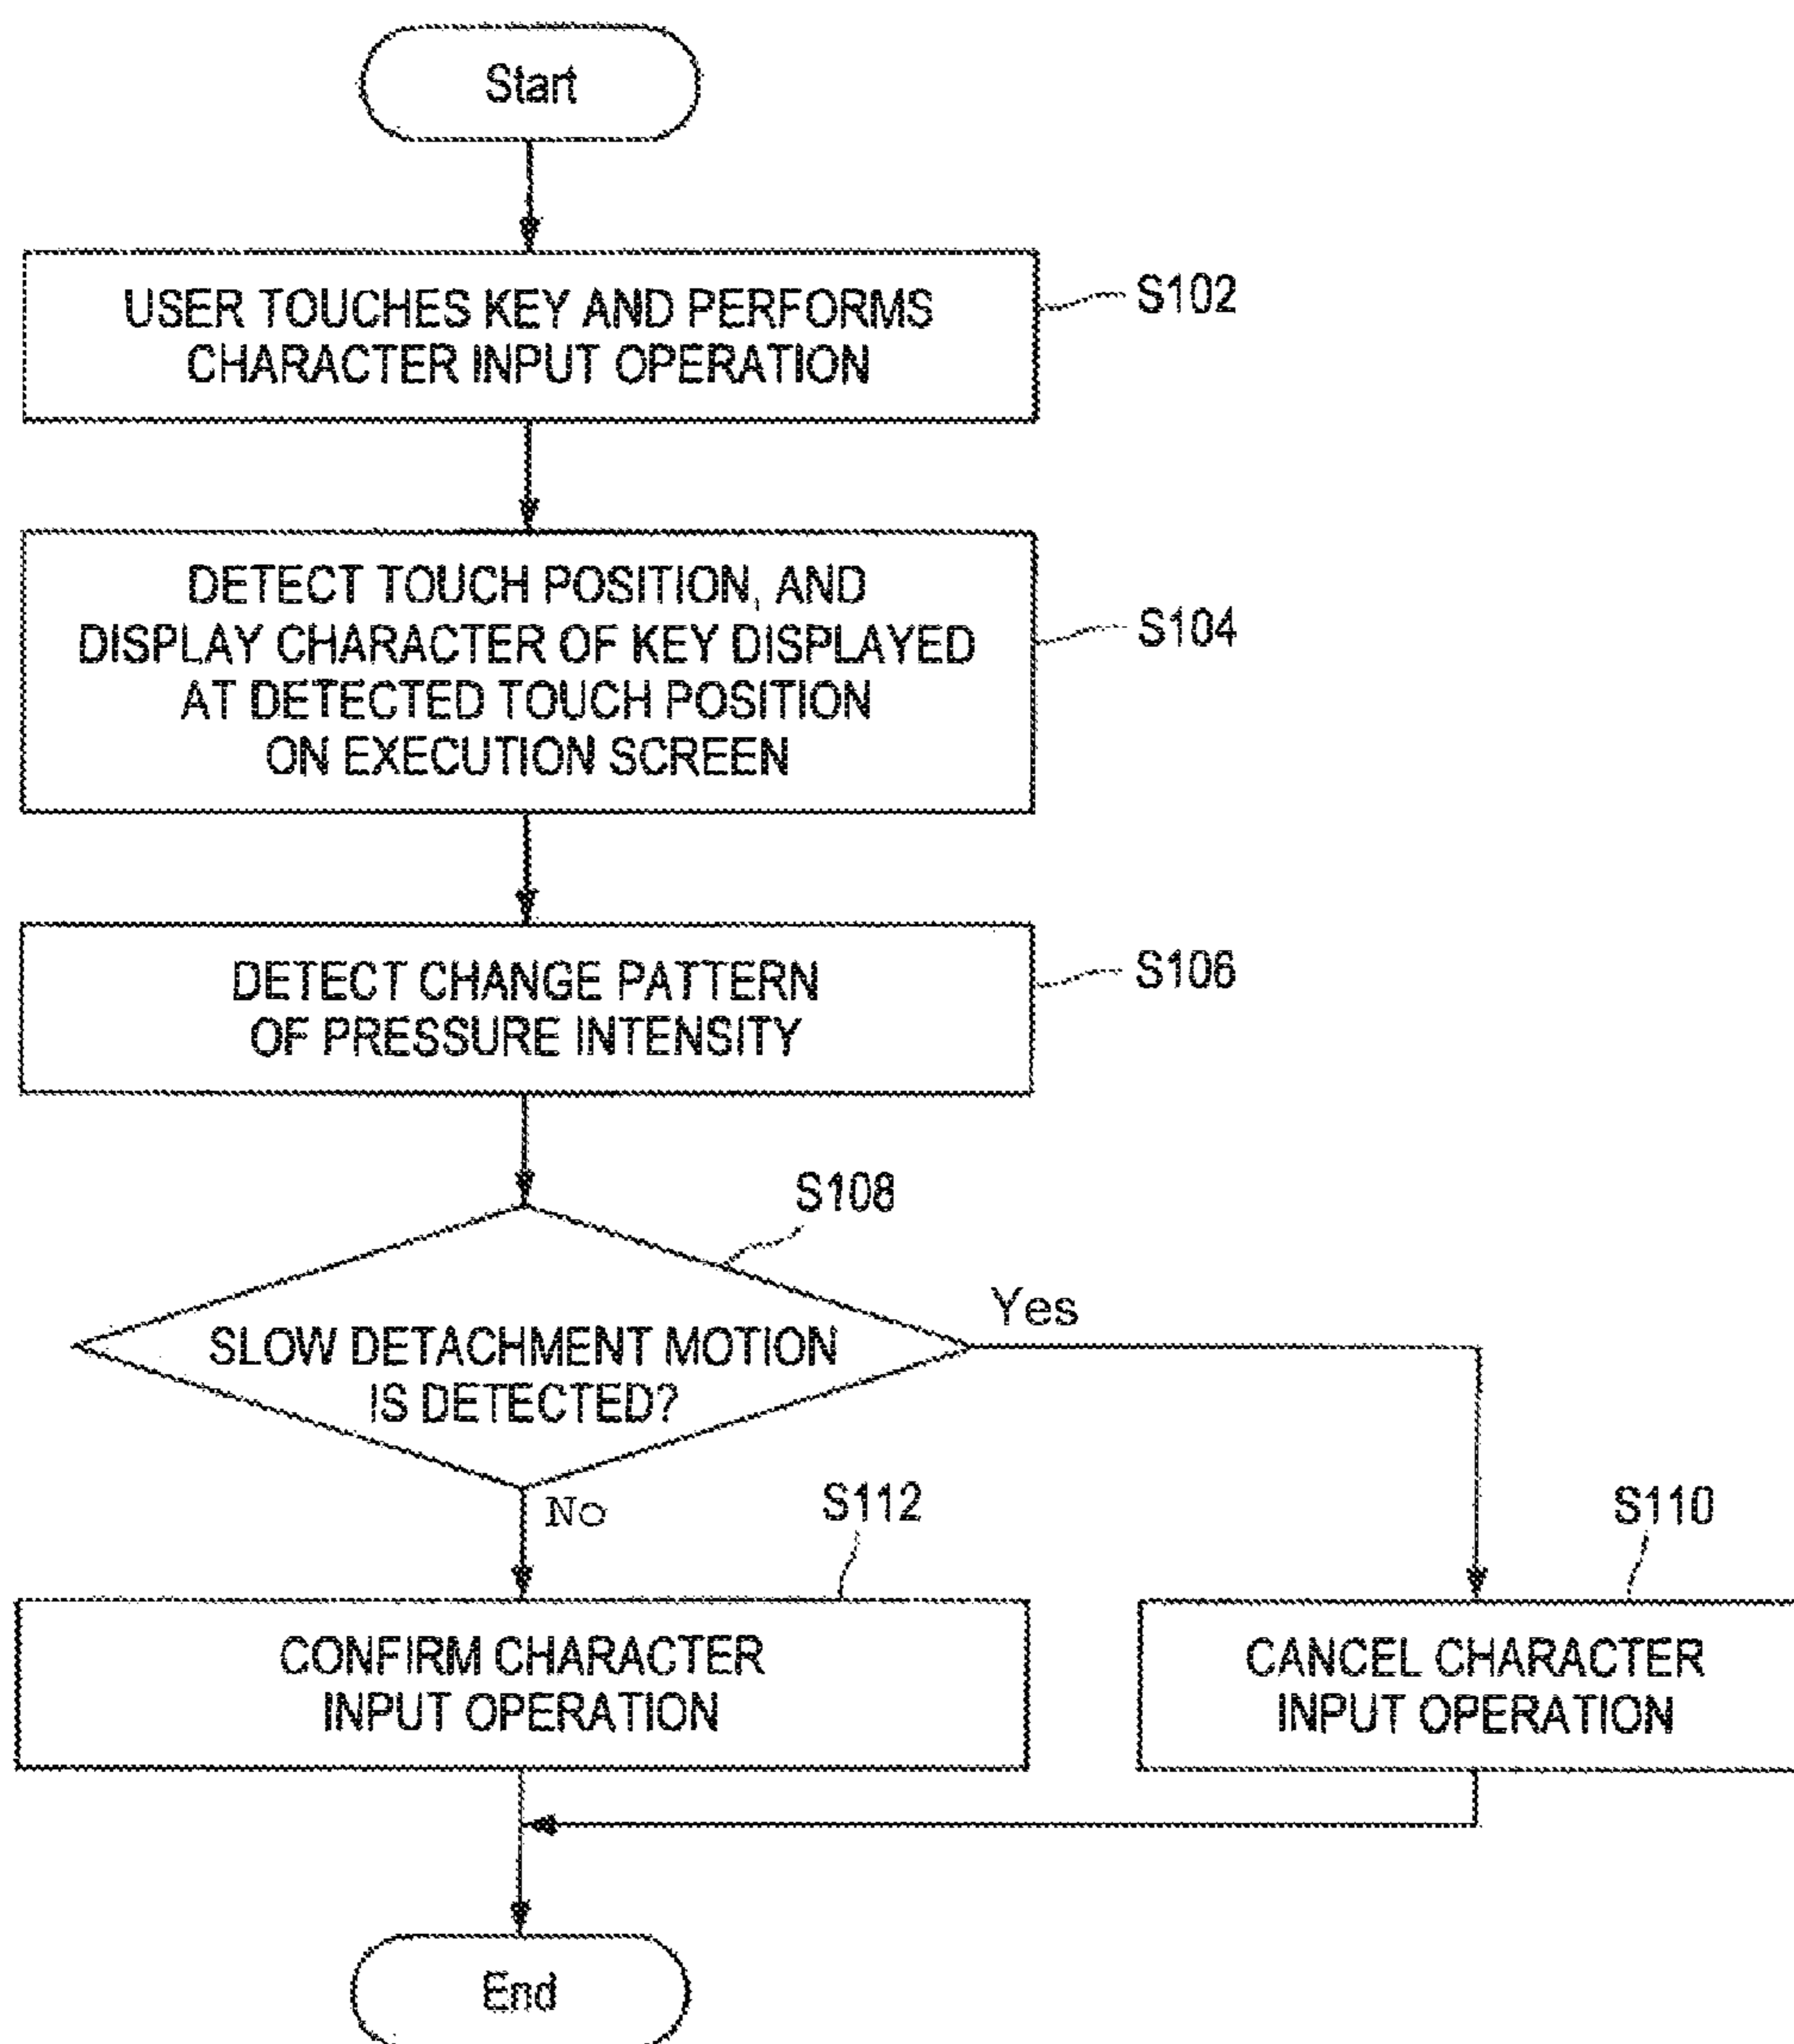 Start
USER TOUCHES KEY AND PERFORMS
CHARACTER INPUT OPERATION
S102
DETECT TOUCH POSITION, AND
DISPLAY CHARACTER OF KEY DISPLAYED
AT DETECTED TOUCH POSITION
ON EXECUTION SCREEN
S104
DETECT CHANGE PATTERN
OF PRESSURE INTENSITY
S106
S108
SLOW DETACHMENT MOTION
IS DETECTED?
Yes
No
S112
S110
CONFIRM CHARACTER
INPUT OPERATION
CANCEL CHARACTER
INPUT OPERATION
End